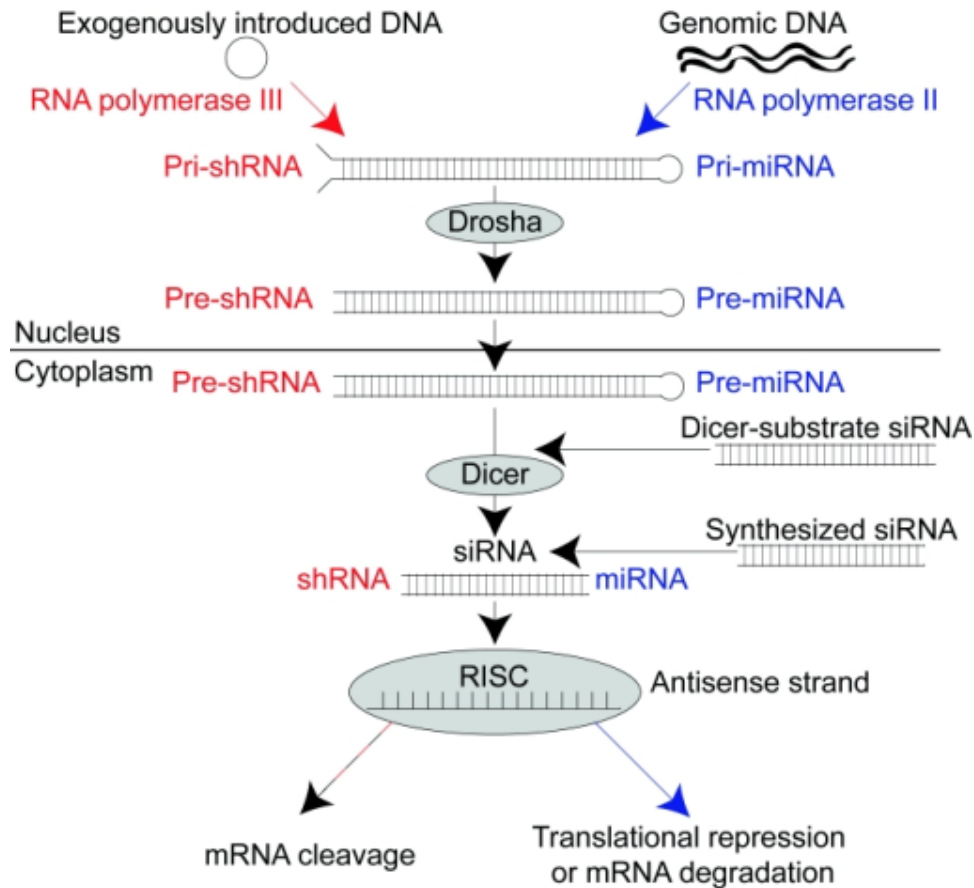 Exogenously introduced DNA
Genomic DNA
RNA polymerase III
RNA polymerase II
Pri-shRNA
Pri-miRNA
Drosha
Pre-shRNA
Pre-miRNA
Nucleus
Cytoplasm
Pre-shRNA
Pre-miRNA
Dicer-substrate siRNA
Dicer
Synthesized siRNA
siRNA
shRNA
miRNA
RISC
Antisense strand
mRNA cleavage
Translational repression
or mRNA degradation